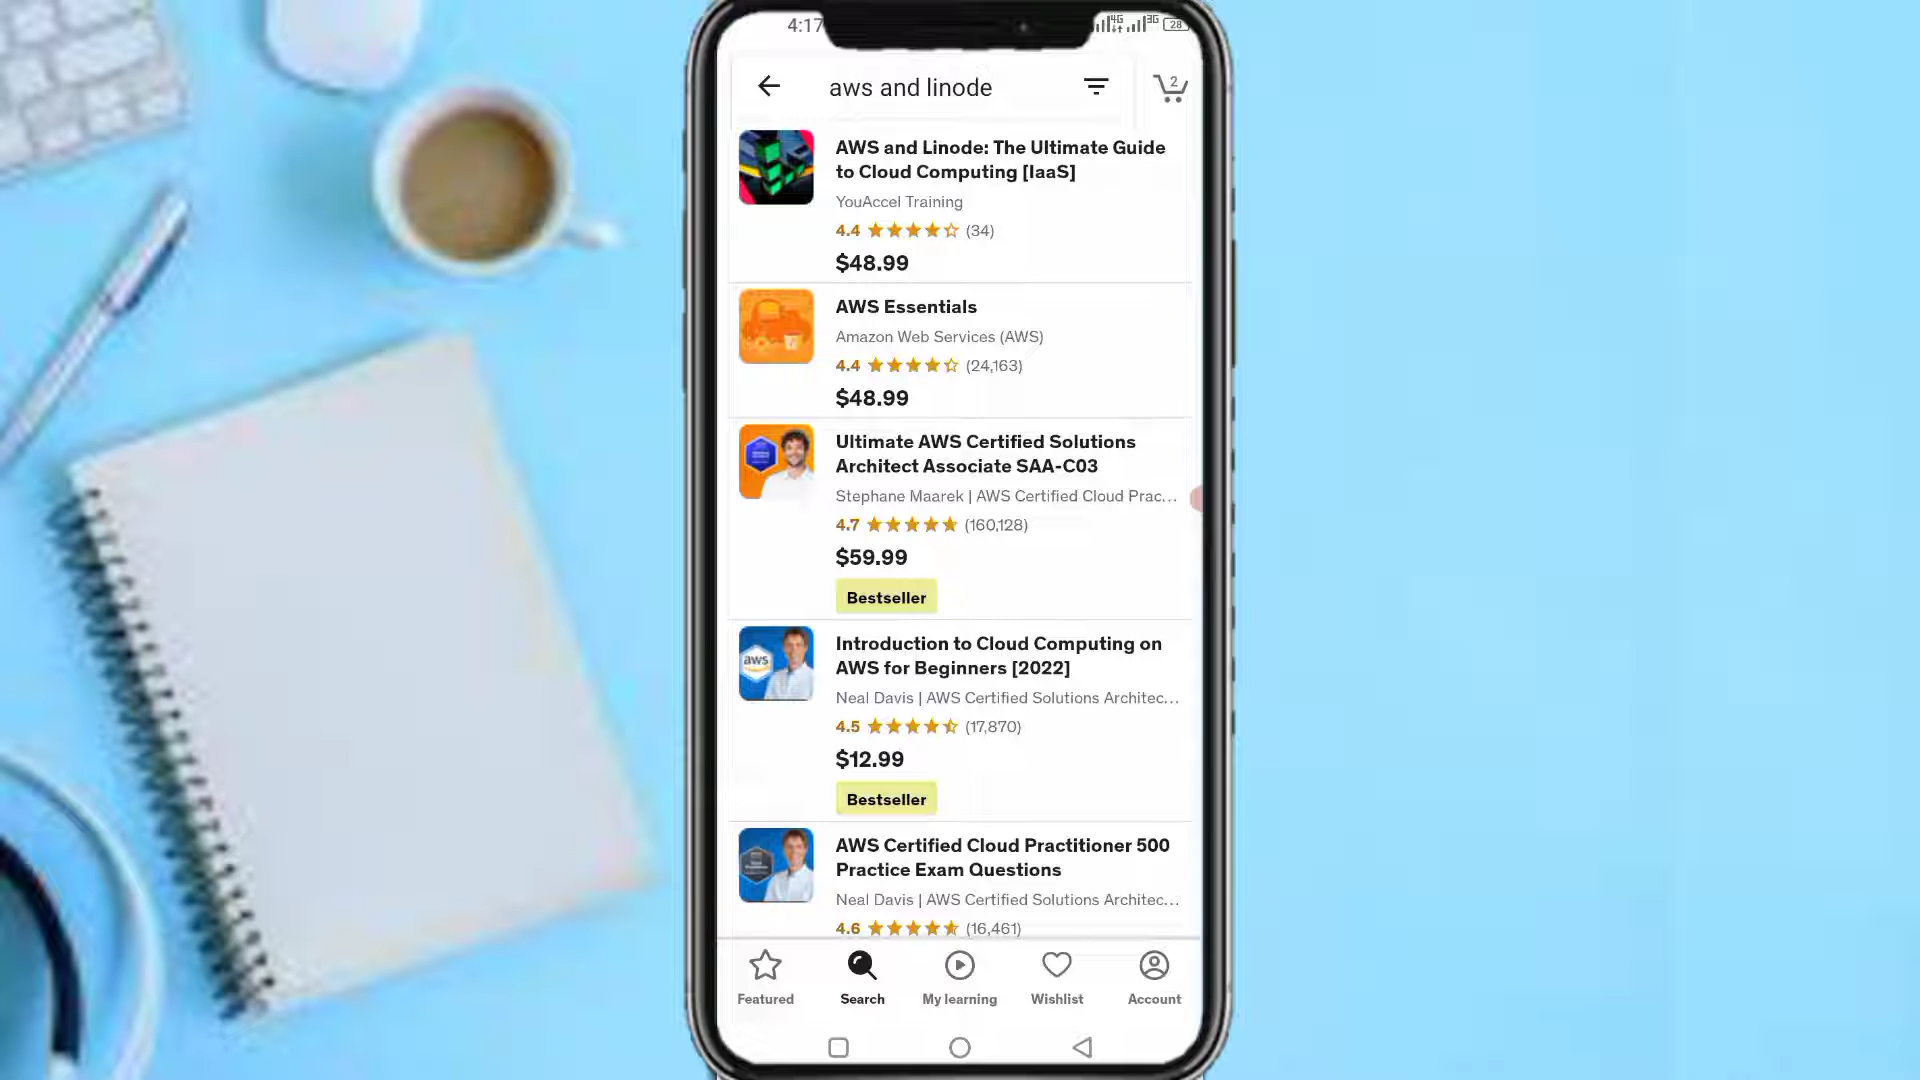 4:17
4G
3G
28
aws and linode
2
AWS and Linode: The Ultimate Guide
to Cloud Computing [IaaS]
YouAccel Training
4.4 (34)
$48.99
AWS Essentials
Amazon Web Services (AWS)
4.4 (24,163)
$48.99
Ultimate AWS Certified Solutions
Architect Associate SAA-C03
Stephane Maarek | AWS Certified Cloud Prac...
4.7 (160,128)
$59.99
Bestseller
aws
Introduction to Cloud Computing on
AWS for Beginners [2022]
Neal Davis | AWS Certified Solutions Architec...
4.5 (17,870)
$12.99
Bestseller
AWS Certified Cloud Practitioner 500
Practice Exam Questions
Neal Davis | AWS Certified Solutions Architec...
4.6 (16,461)
Featured
Search
My learning
Wishlist
Account